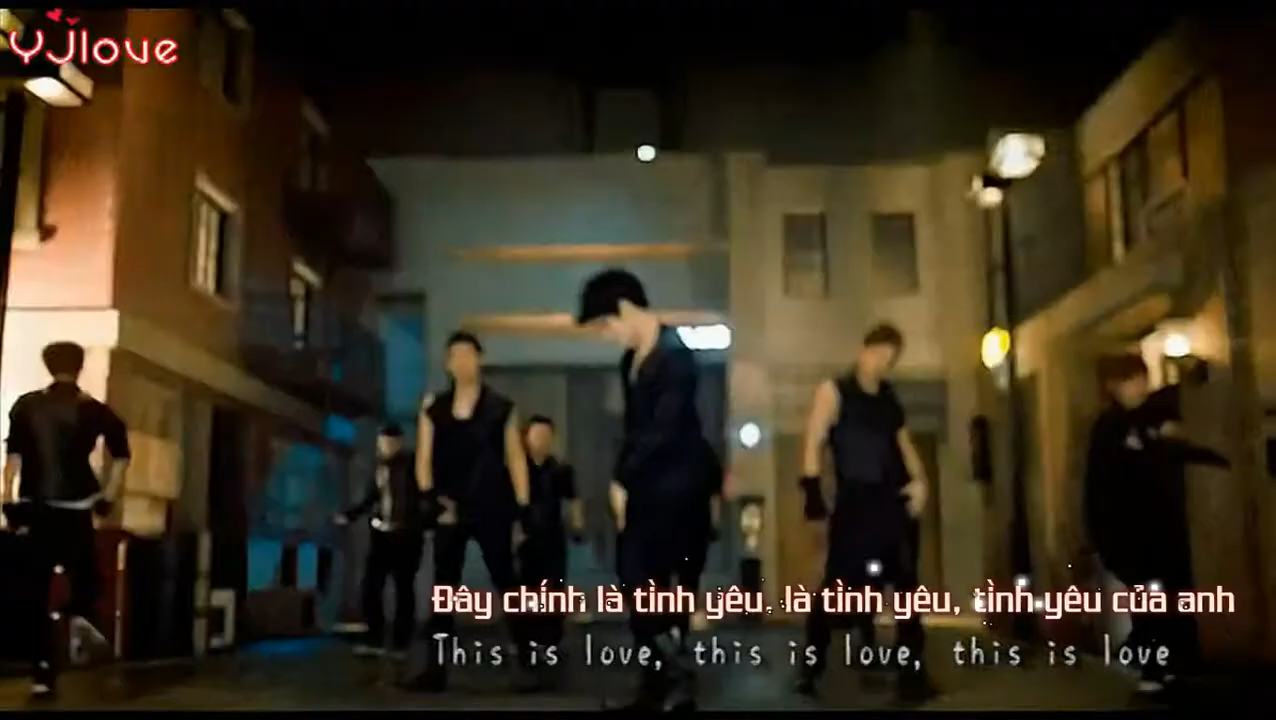 YJlove
Đây chính là tình yêu, là tình yêu, tình yêu của anh
This is love, this is love, this is love